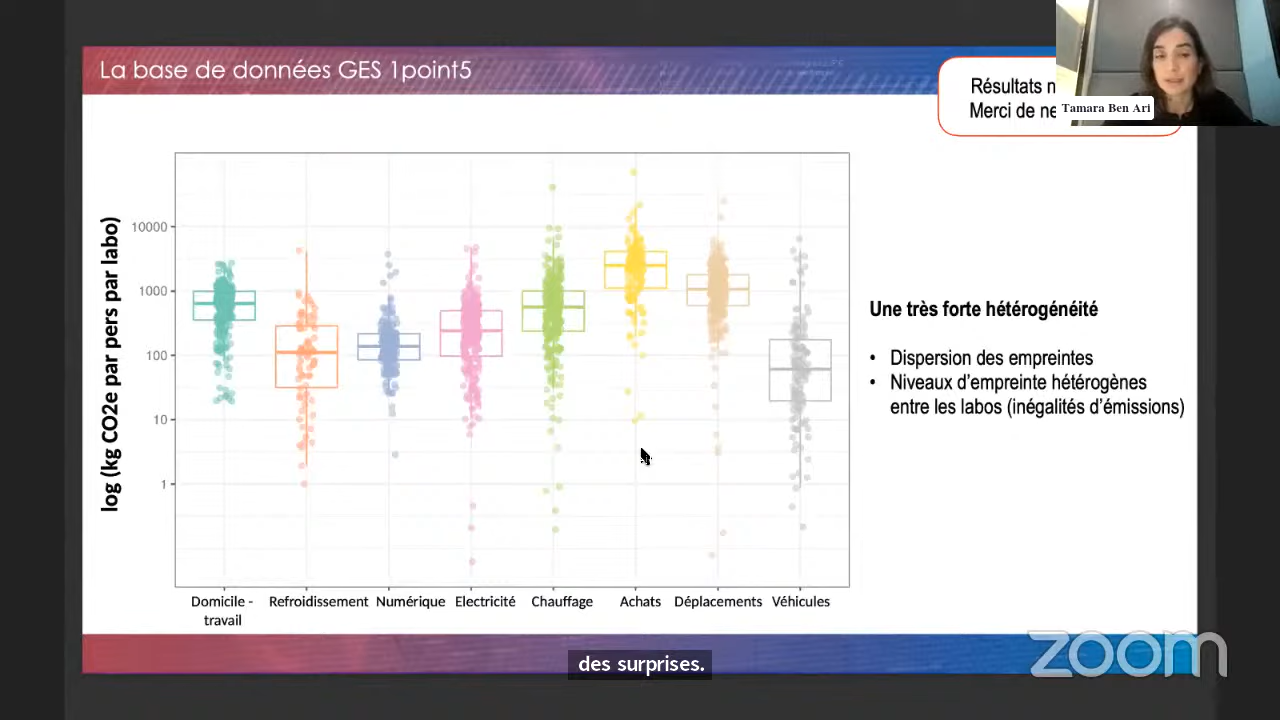 La base de données GES 1point5
Résultats n
Merci de ne
Tamara Ben Ari
log (kg CO2e par pers par labo)
10000
1000
100
10
1
Domicile -
travail
Refroidissement
Numérique
Electricité
Chauffage
Achats
Déplacements
Véhicules
Une très forte hétérogénéité
• Dispersion des empreintes
• Niveaux d'empreinte hétérogènes
entre les labos (inégalités d'émissions)
des surprises.
zoom